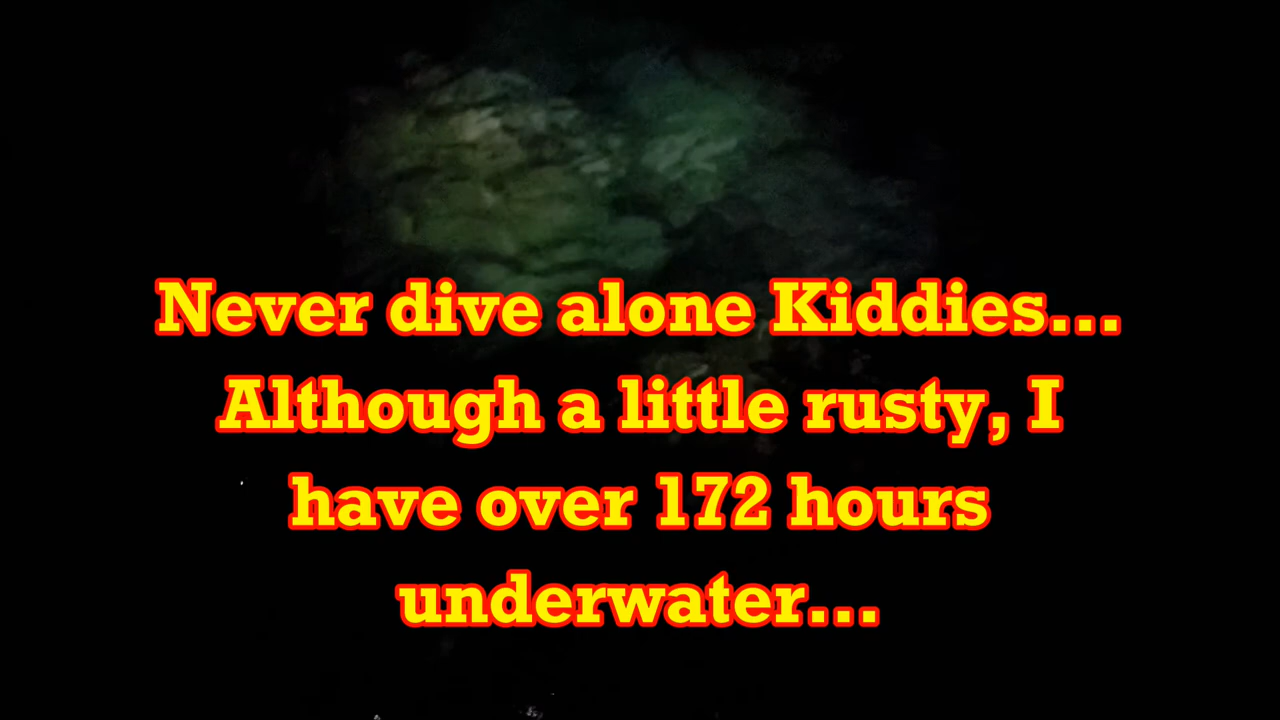 Never dive alone Kiddies...
Although a little rusty, I
have over 172 hours
underwater...